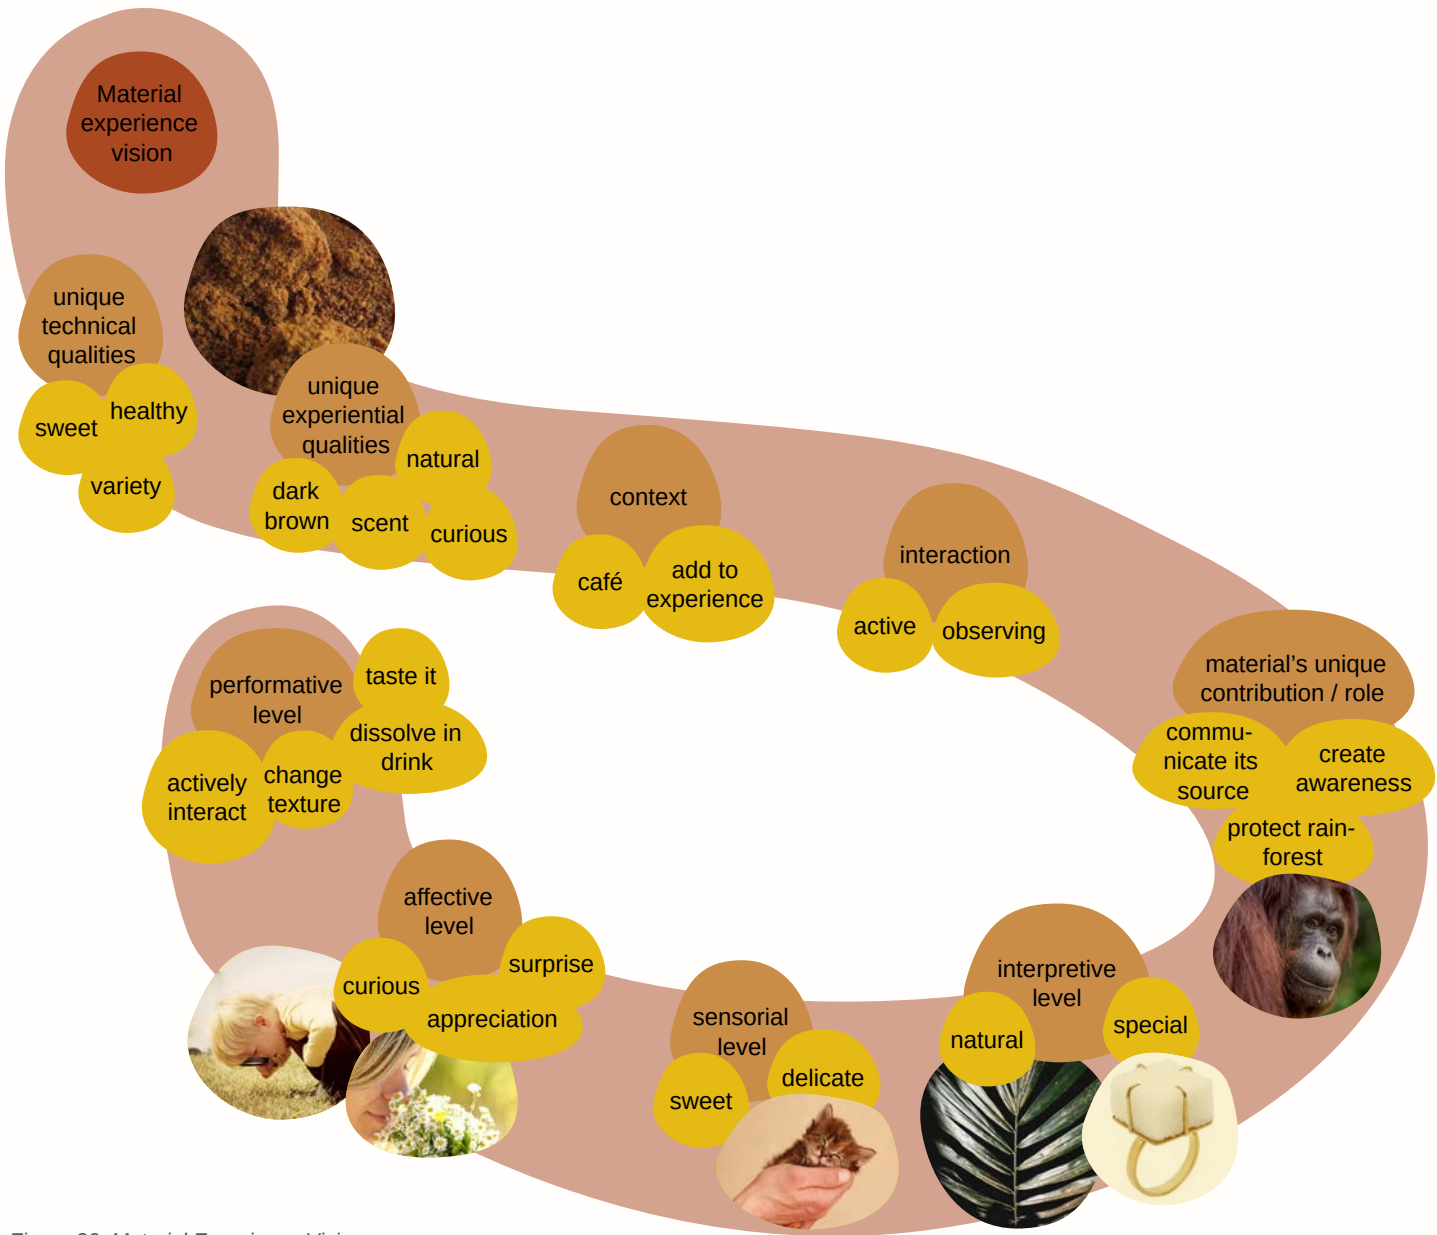 Material
experience
vision
unique
technical
qualities
sweet
healthy
variety
unique
experiential
qualities
natural
dark
brown
scent
curious
context
café
add to
experience
interaction
active
observing
material’s unique
contribution / role
commu-
nicate its
source
create
awareness
protect rain-
forest
interpretive
level
natural
special
sensorial
level
sweet
delicate
affective
level
curious
surprise
appreciation
performative
level
taste it
dissolve in
drink
change
texture
actively
interact